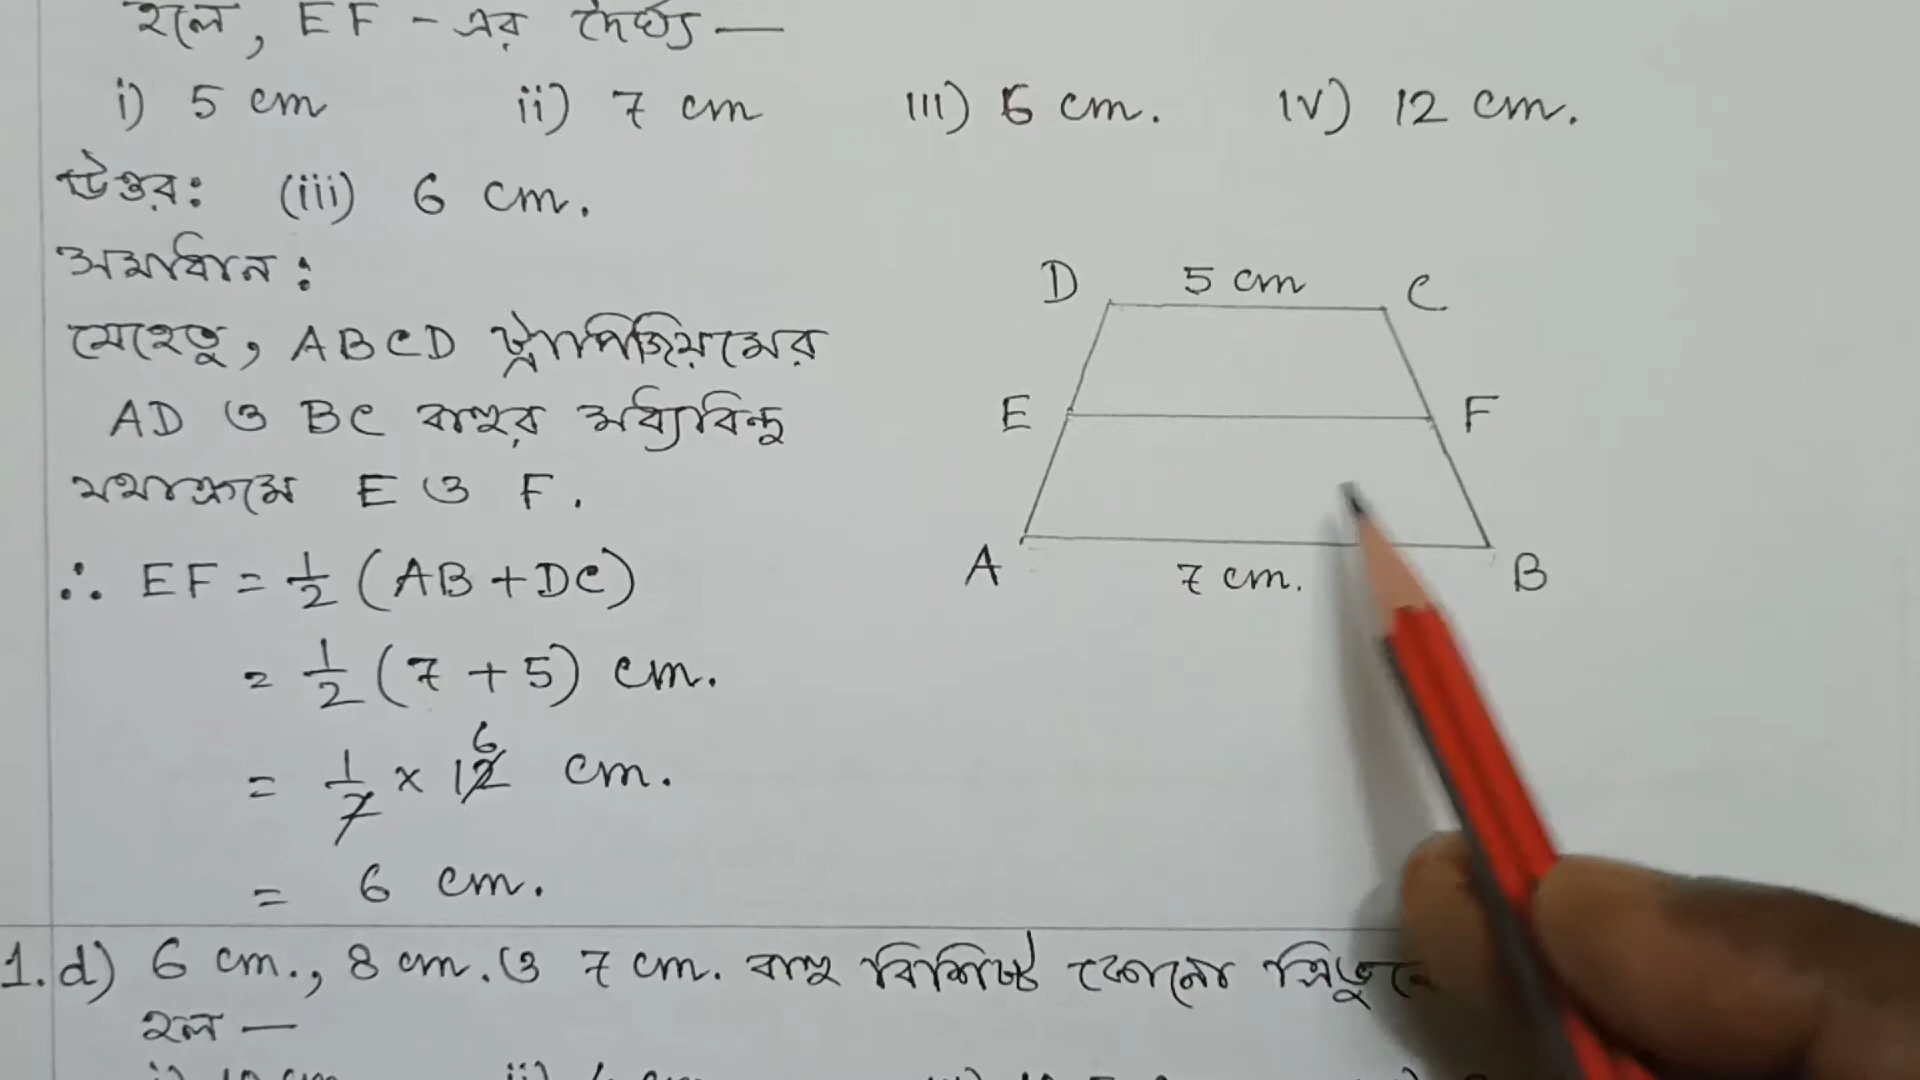 হলে, EF - এর দৈর্ঘ্য —
i) 5 cm ii) 7 cm III) 6 cm. IV) 12 cm.
উত্তর: (iii) 6 cm.
সমাধান :
যেহেতু, ABCD ট্রাপিজিয়মের
AD ও BC বাহুর মধ্যবিন্দু
যথাক্রমে E ও F.
∴ EF = 1/2 (AB + DC)
= 1/2 (7 + 5) cm.
= 1/2 × 12 6 cm.
= 6 cm.
D 5 cm C
E F
A 7 cm. B
1. d) 6 cm., 8 cm. ও 7 cm. বাহু বিশিষ্ট কোনো
হল —